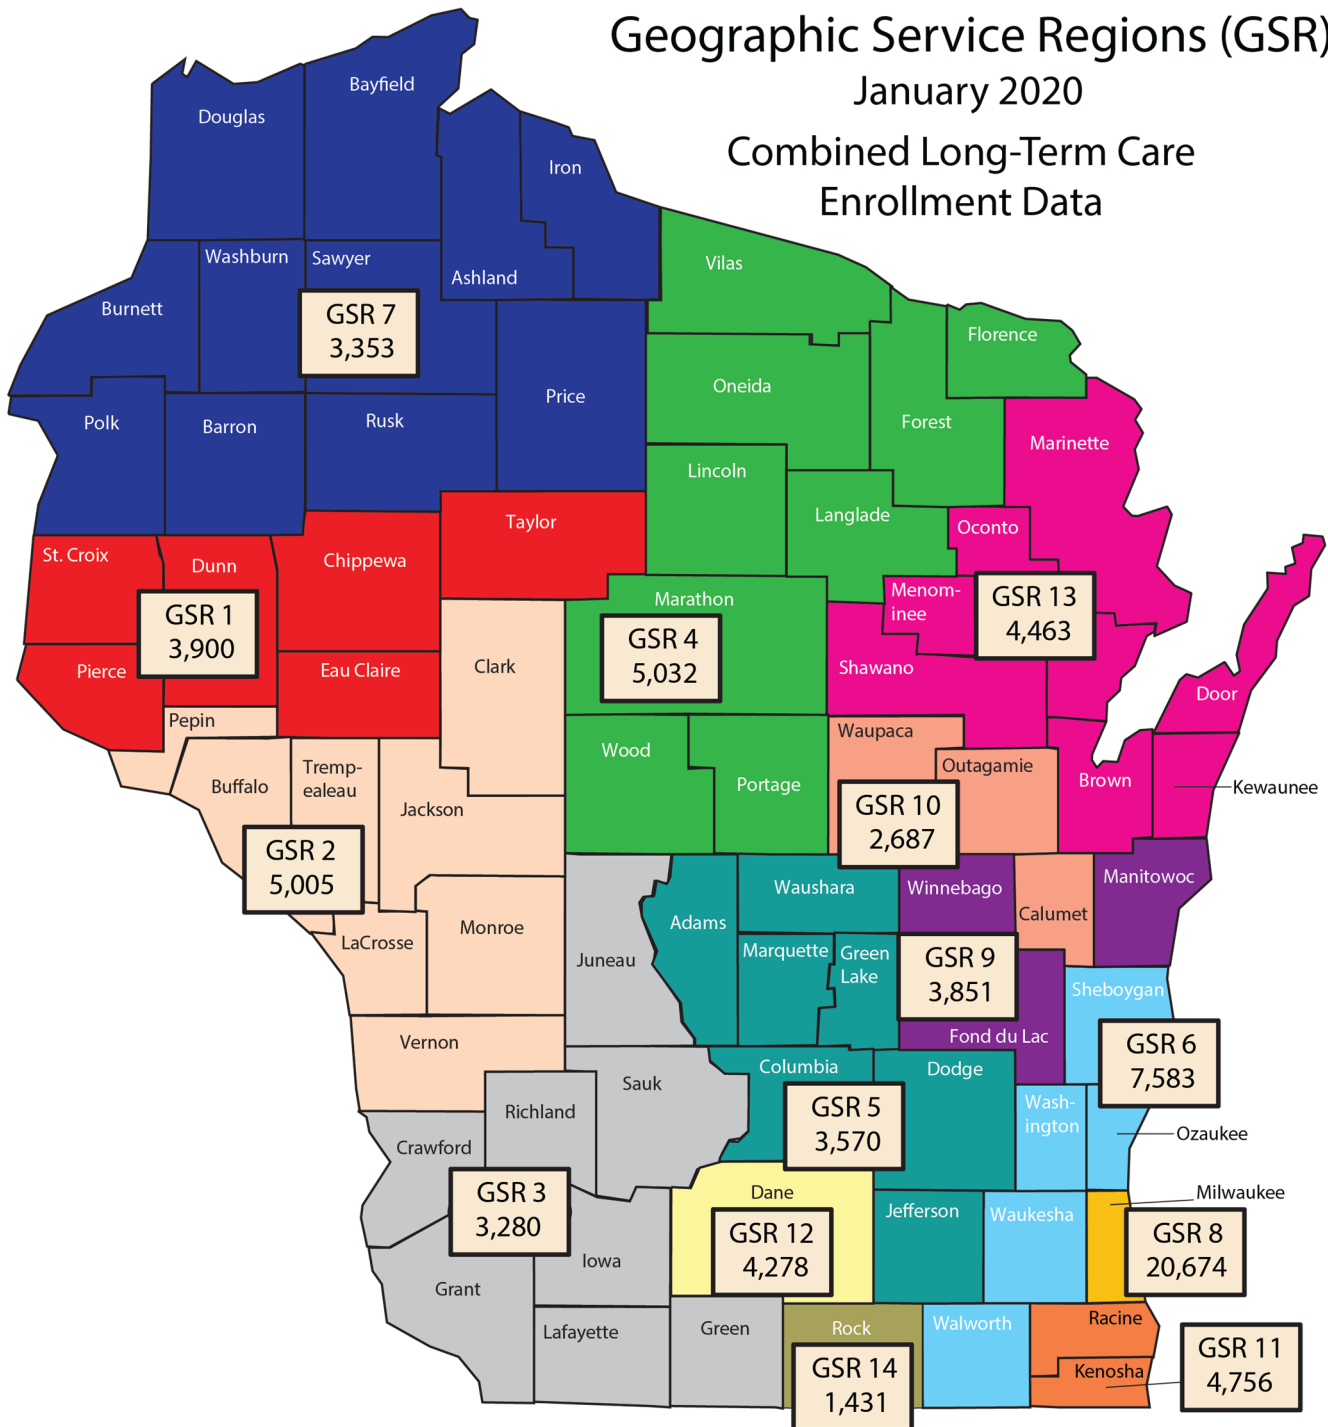 Geographic Service Regions (GSR)
January 2020
Combined Long-Term Care
Enrollment Data
Douglas
Bayfield
Iron
Ashland
Washburn
Sawyer
Burnett
GSR 7
3,353
Polk
Barron
Rusk
Price
Vilas
Florence
Oneida
Forest
Lincoln
Langlade
Marinette
Oconto
Taylor
St. Croix
Dunn
Chippewa
GSR 1
3,900
Pierce
Eau Claire
Clark
Marathon
GSR 4
5,032
Menom-
inee
GSR 13
4,463
Shawano
Door
Pepin
Buffalo
Tremp-
ealeau
Jackson
Wood
Portage
Waupaca
Outagamie
Brown
Kewaunee
GSR 10
2,687
GSR 2
5,005
LaCrosse
Monroe
Juneau
Adams
Waushara
Winnebago
Calumet
Manitowoc
Marquette
Green
Lake
GSR 9
3,851
Sheboygan
Fond du Lac
Vernon
Sauk
Columbia
Dodge
GSR 6
7,583
Richland
Crawford
GSR 5
3,570
Wash-
ington
Ozaukee
GSR 3
3,280
Dane
GSR 12
4,278
Jefferson
Waukesha
Milwaukee
GSR 8
20,674
Grant
Iowa
Lafayette
Green
Rock
GSR 14
1,431
Walworth
Racine
Kenosha
GSR 11
4,756